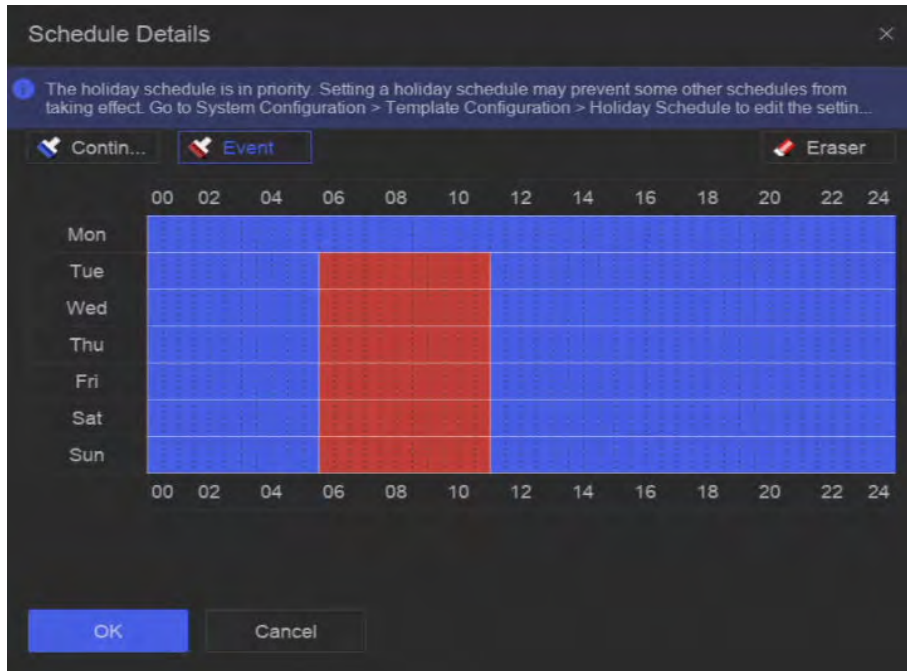 Schedule Details
The holiday schedule is in priority. Setting a holiday schedule may prevent some other schedules from
taking effect. Go to System Configuration > Template Configuration > Holiday Schedule to edit the settin...
Contin... Event Eraser
00 02 04 06 08 10 12 14 16 18 20 22 24
Mon
Tue
Wed
Thu
Fri
Sat
Sun
00 02 04 06 08 10 12 14 16 18 20 22 24
OK Cancel